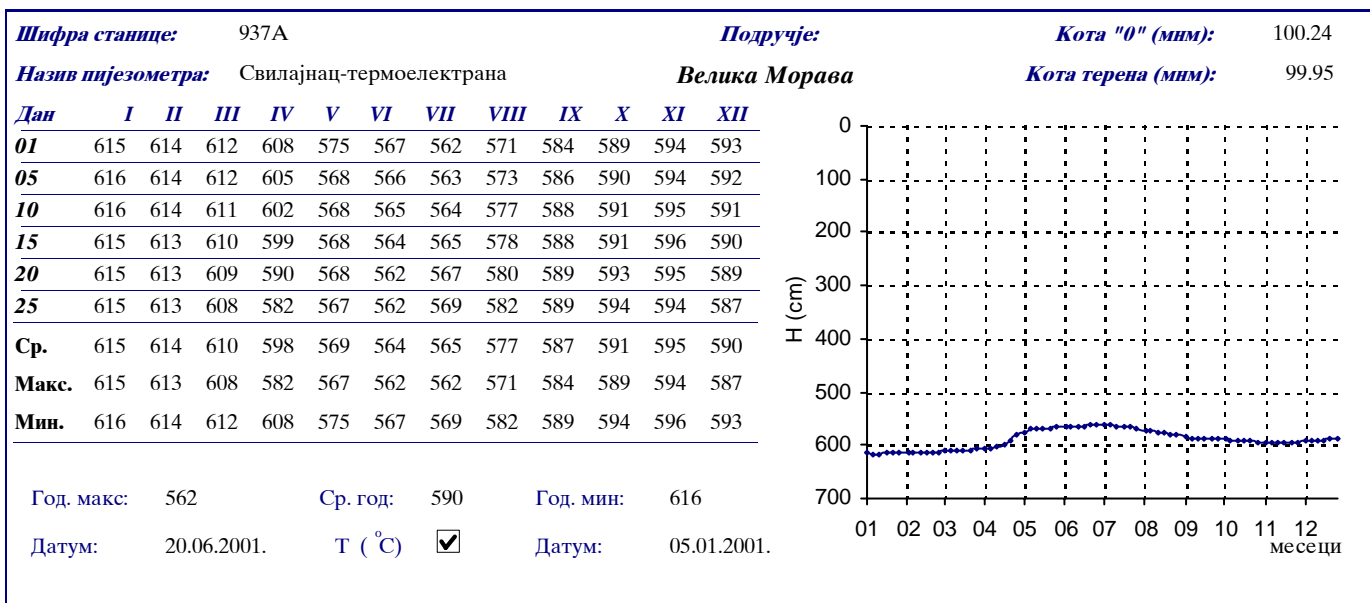 Шифра станице: 937А Подручје: Кота "0" (мнм): 100.24
Назив пијезометра: Свилајнац-термоелектрана Велика Морава Кота терена (мнм): 99.95
Дан I II III IV V VI VII VIII IX X XI XII
01 615 614 612 608 575 567 562 571 584 589 594 593
05 616 614 612 605 568 566 563 573 586 590 594 592
10 616 614 611 602 568 565 564 577 588 591 595 591
15 615 613 610 599 568 564 565 578 588 591 596 590
20 615 613 609 590 568 562 567 580 589 593 595 589
25 615 613 608 582 567 562 569 582 589 594 594 587
Ср. 615 614 610 598 569 564 565 577 587 591 595 590
Макс. 615 613 608 582 567 562 562 571 584 589 594 587
Мин. 616 614 612 608 575 567 569 582 589 594 596 593
Год. макс: 562 Ср. год: 590 Год. мин: 616
Датум: 20.06.2001. Т ( °С) Датум: 05.01.2001.
H (cm)
0
100
200
300
400
500
600
700
01 02 03 04 05 06 07 08 09 10 11 12
месеци